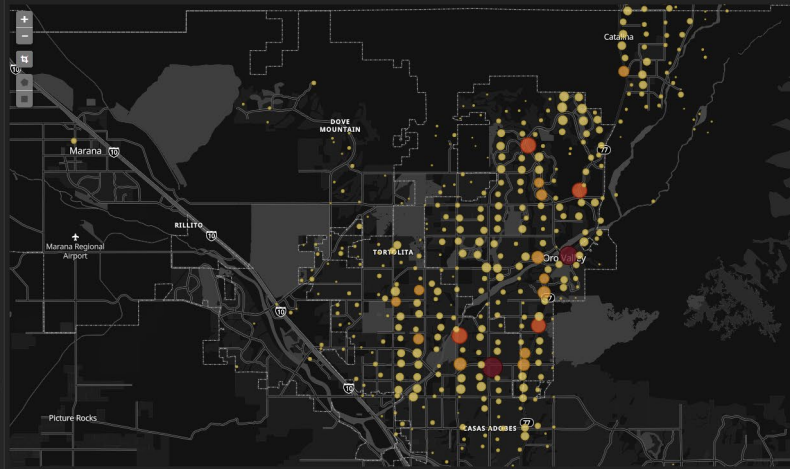 +
−
Catalina
10
DOVE
MOUNTAIN
Marana
10
77
RILLITO
10
Marana Regional
Airport
TORTOLITA
Oro Valley
77
10
10
Picture Rocks
CASAS ADOBES
77